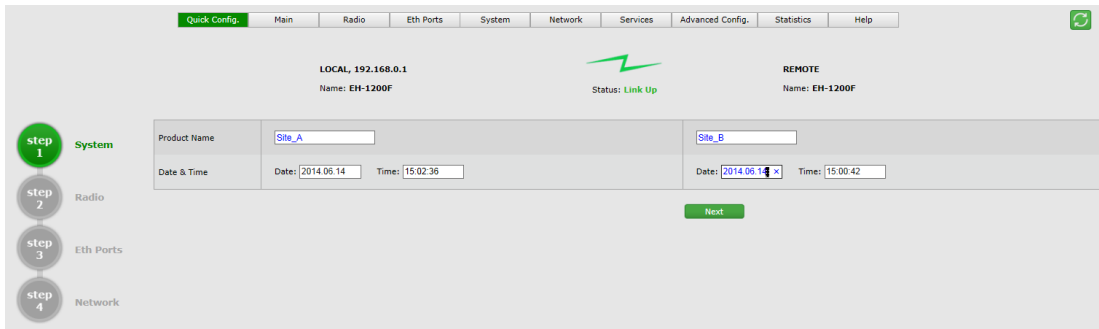 Quick Config. Main Radio Eth Ports System Network Services Advanced Config. Statistics Help
LOCAL, 192.168.0.1
Name: EH-1200F
Status: Link Up
REMOTE
Name: EH-1200F
step 1
System
Product Name Site_A Site_B
Date & Time Date: 2014.06.14 Time: 15:02:36 Date: 2014.06.14 × Time: 15:00:42
Next
step 2
Radio
step 3
Eth Ports
step 4
Network